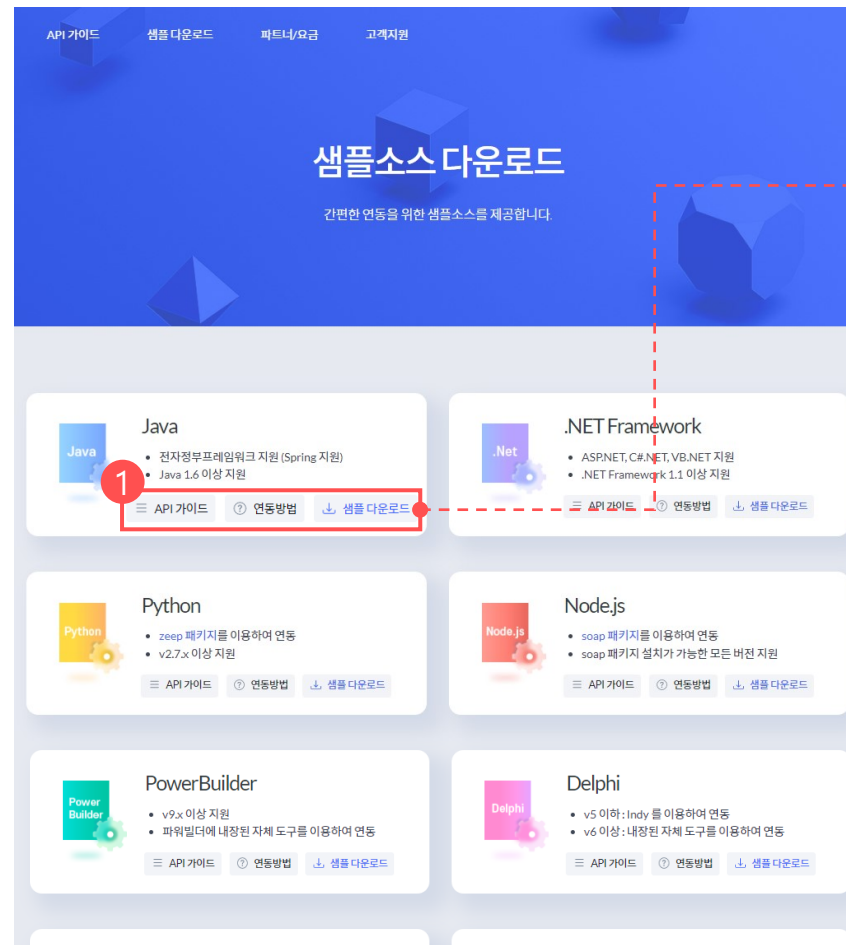 API 가이드 샘플 다운로드 파트너/요금 고객지원
샘플소스 다운로드
간편한 연동을 위한 샘플소스를 제공합니다.
Java
Java
• 전자정부프레임워크 지원 (Spring 지원)
• Java 1.6 이상 지원
1
API 가이드 연동방법 샘플 다운로드
.Net
.NET Framework
• ASP.NET, C#.NET, VB.NET 지원
• .NET Framework 1.1 이상 지원
API 가이드 연동방법 샘플 다운로드
Python
Python
• zeep 패키지를 이용하여 연동
• v2.7.x 이상 지원
API 가이드 연동방법 샘플 다운로드
Node.js
Node.js
• soap 패키지를 이용하여 연동
• soap 패키지 설치가 가능한 모든 버전 지원
API 가이드 연동방법 샘플 다운로드
Power
Builder
PowerBuilder
• v9.x 이상 지원
• 파워빌더에 내장된 자체 도구를 이용하여 연동
API 가이드 연동방법 샘플 다운로드
Delphi
Delphi
• v5 이하 : Indy 를 이용하여 연동
• v6 이상 : 내장된 자체 도구를 이용하여 연동
API 가이드 연동방법 샘플 다운로드